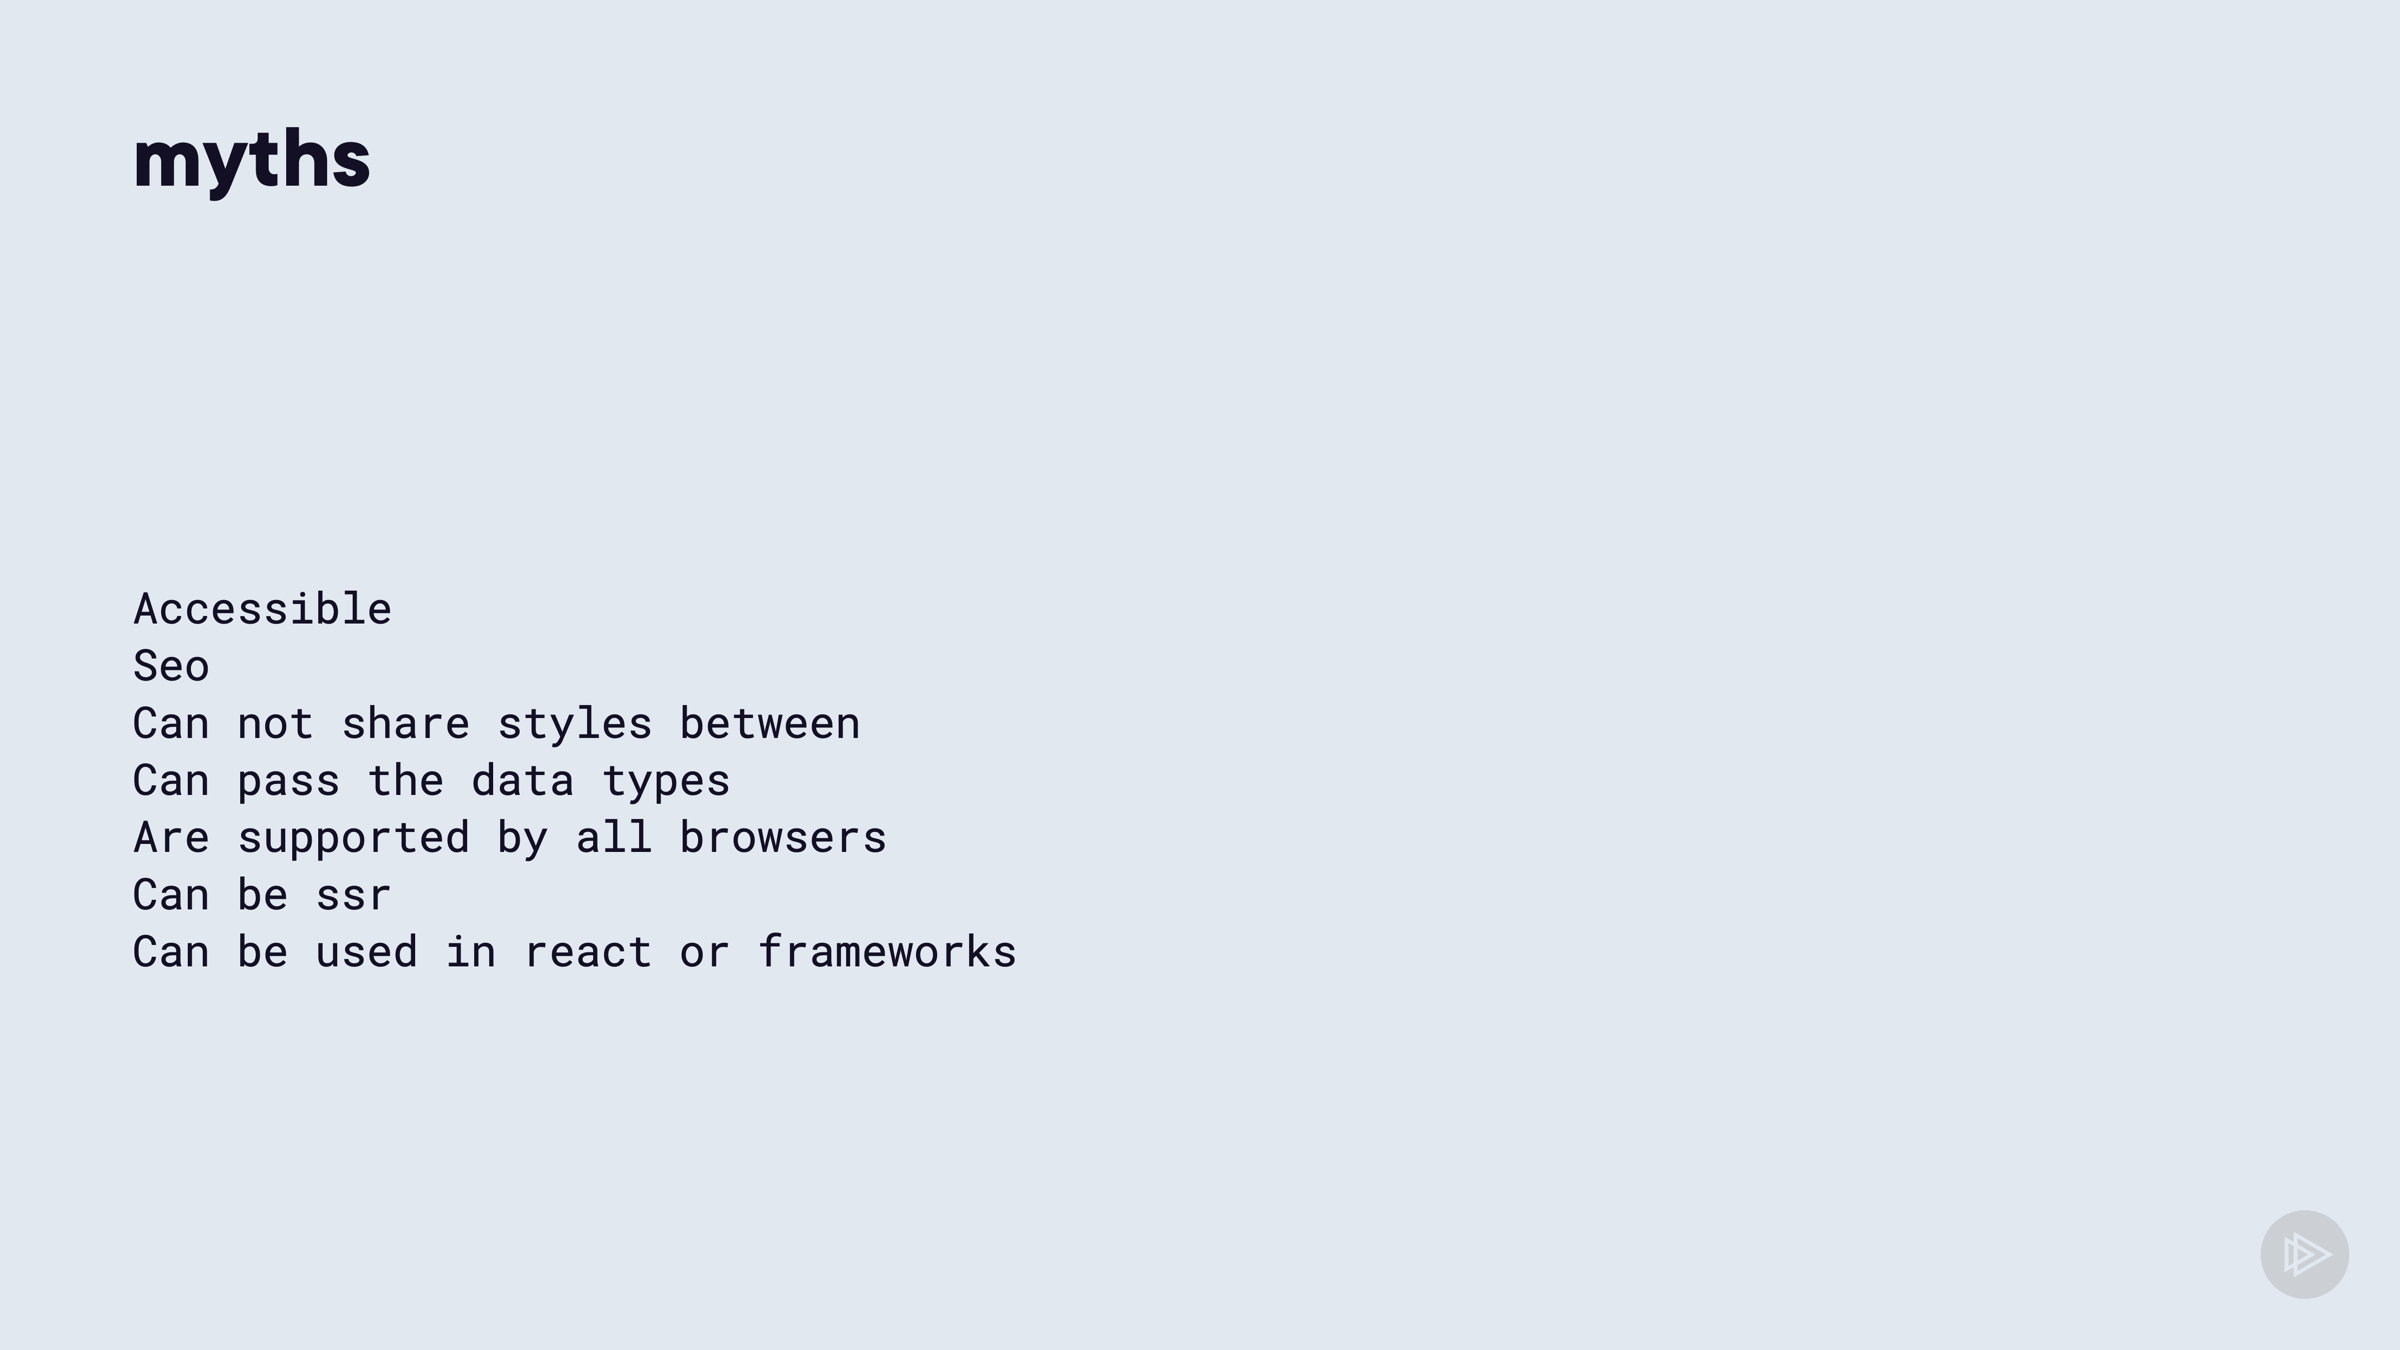 myths
Accessible
Seo
Can not share styles between
Can pass the data types
Are supported by all browsers
Can be ssr
Can be used in react or frameworks